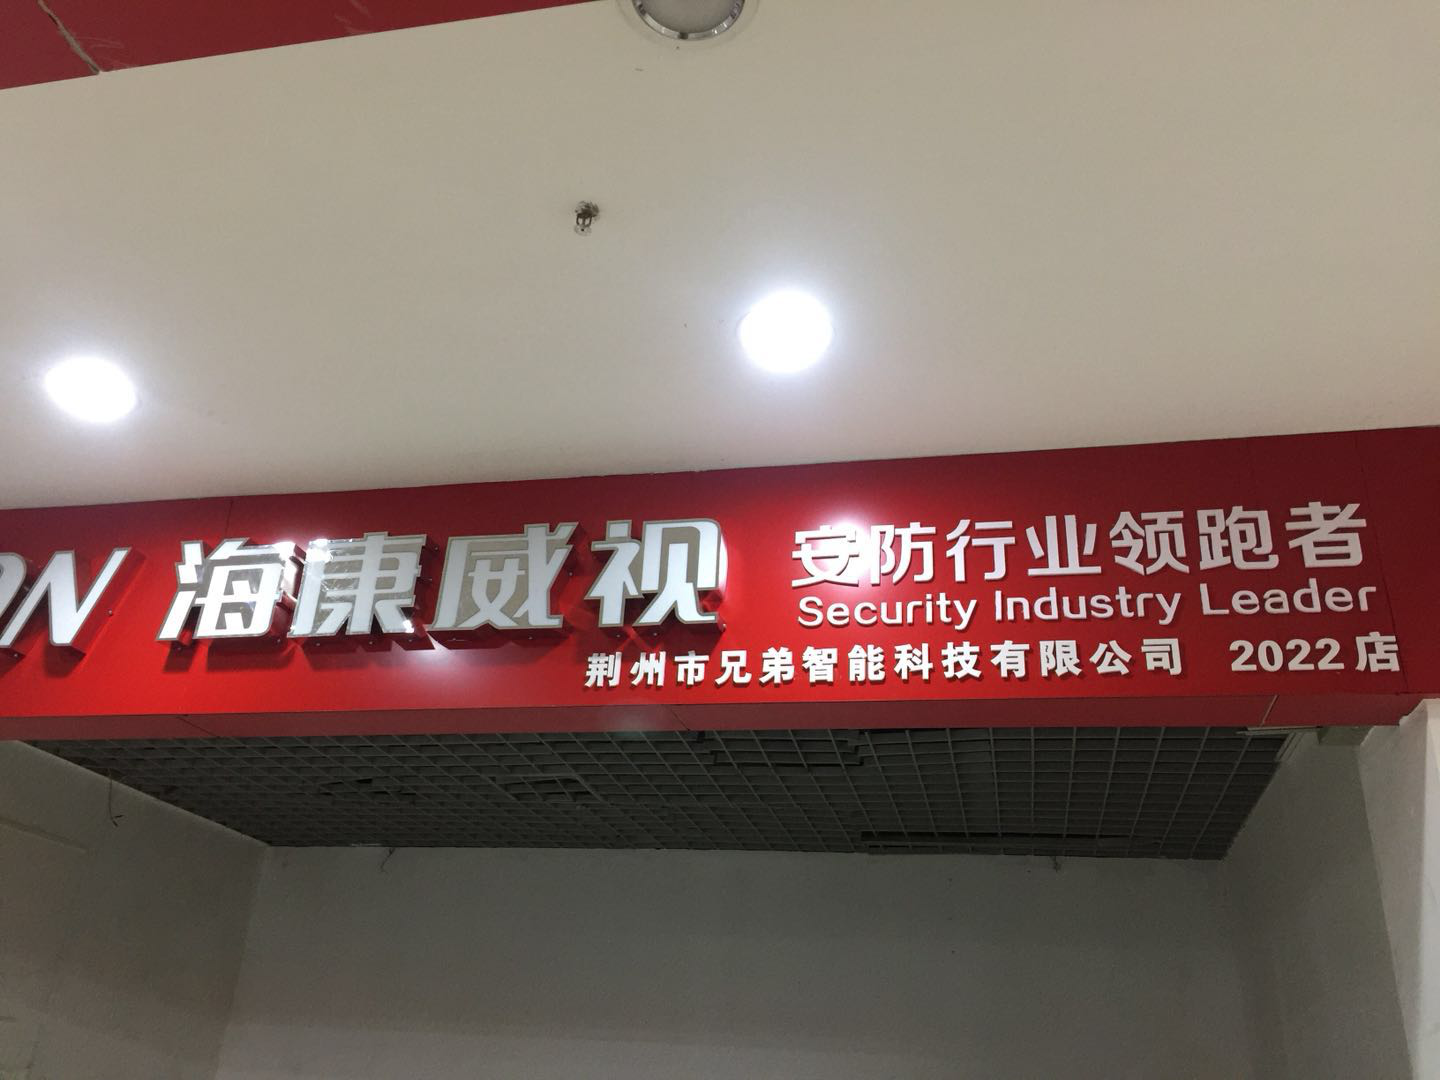 ON 海康威视 安防行业领跑者
Security Industry Leader
荆州市兄弟智能科技有限公司 2022店